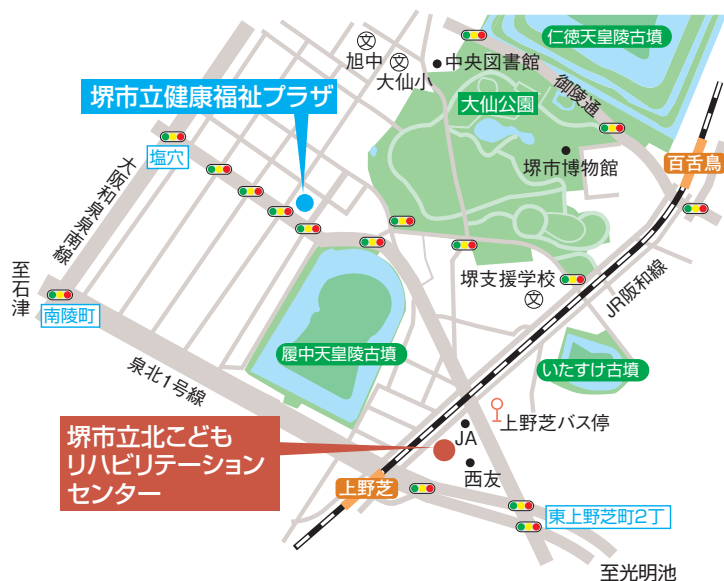 仁徳天皇陵古墳
文
旭中
文
大仙小
中央図書館
御陵通
堺市立健康福祉プラザ
大仙公園
塩穴
堺市博物館
百舌鳥
大阪和泉泉南線
至石津
南陵町
堺支援学校
文
JR阪和線
履中天皇陵古墳
いたすけ古墳
泉北1号線
上野芝バス停
JA
堺市立北こども
リハビリテーション
センター
西友
上野芝
東上野芝町2丁
至光明池